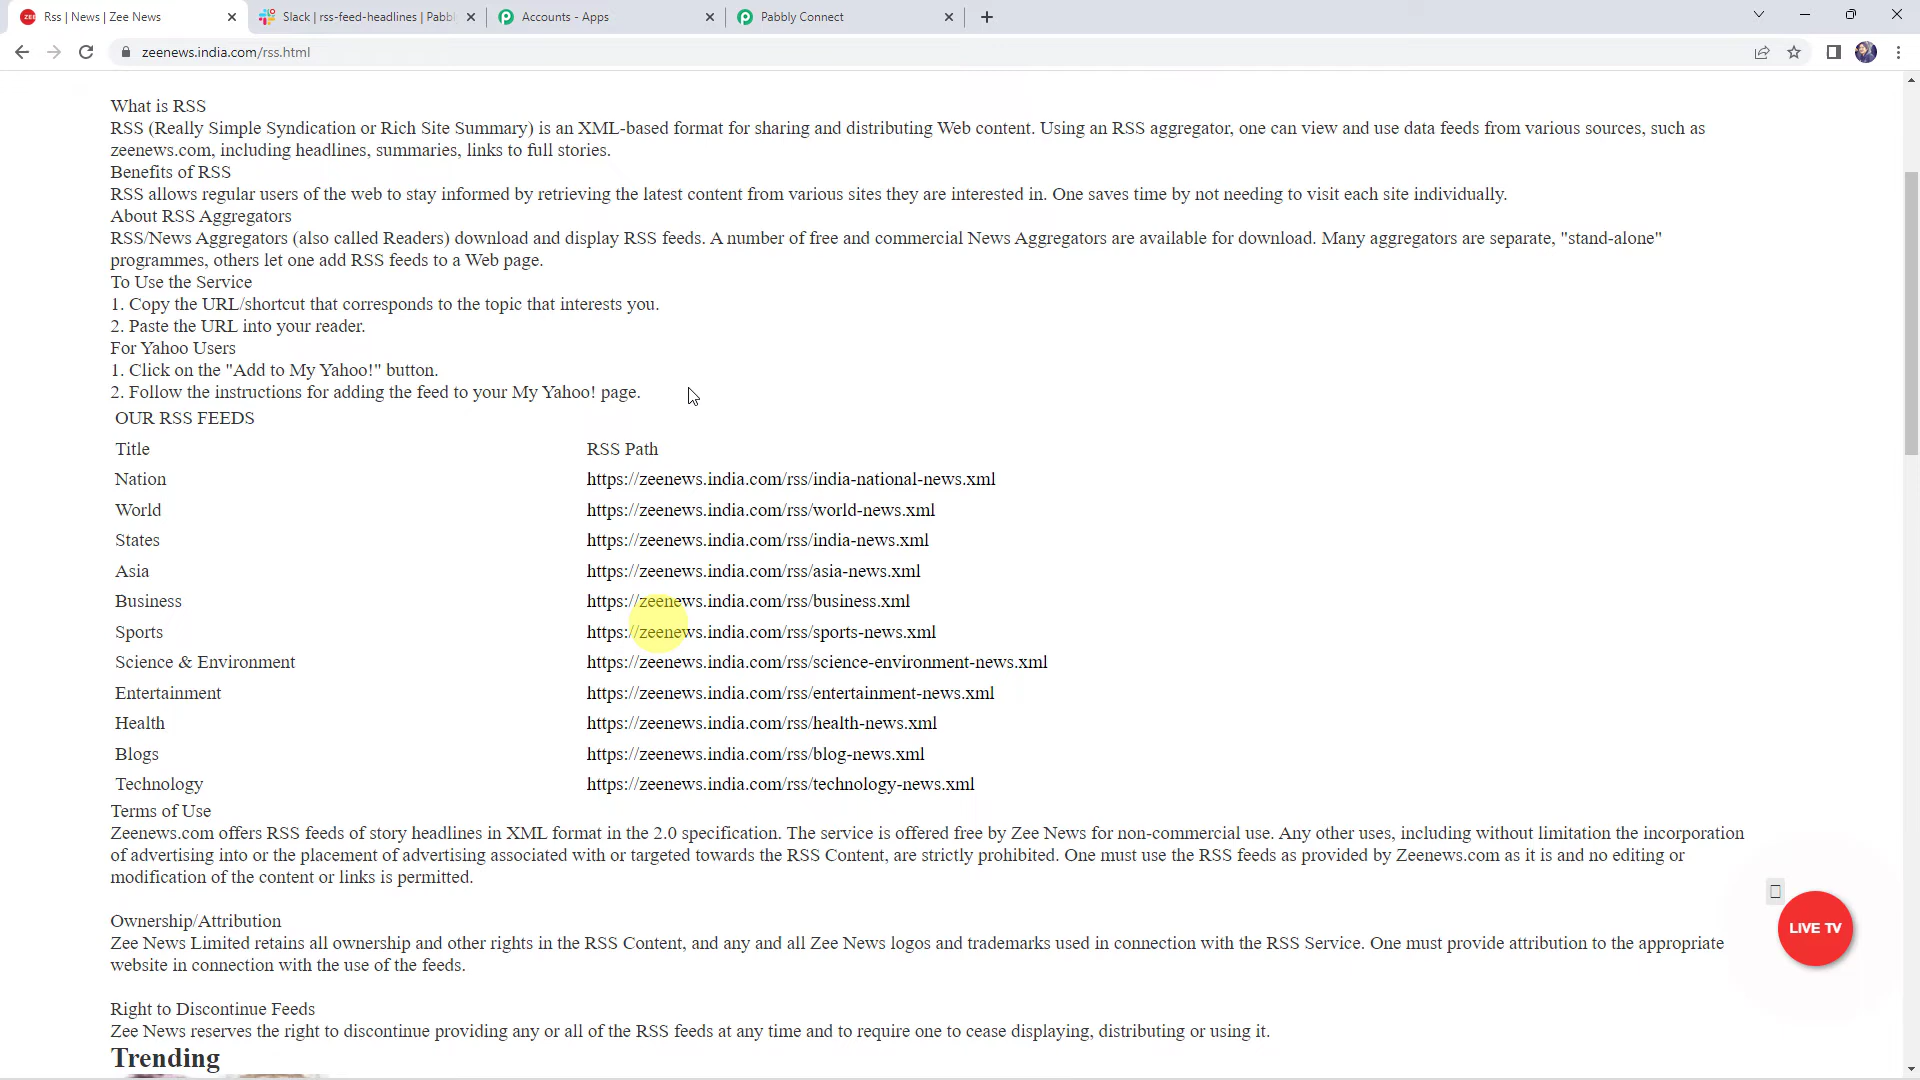 Rss | News | Zee News
Slack | rss-feed-headlines | Pabbl
Accounts - Apps
Pabbly Connect
zeenews.india.com/rss.html
What is RSS
RSS (Really Simple Syndication or Rich Site Summary) is an XML-based format for sharing and distributing Web content. Using an RSS aggregator, one can view and use data feeds from various sources, such as
zeenews.com, including headlines, summaries, links to full stories.
Benefits of RSS
RSS allows regular users of the web to stay informed by retrieving the latest content from various sites they are interested in. One saves time by not needing to visit each site individually.
About RSS Aggregators
RSS/News Aggregators (also called Readers) download and display RSS feeds. A number of free and commercial News Aggregators are available for download. Many aggregators are separate, "stand-alone"
programmes, others let one add RSS feeds to a Web page.
To Use the Service
1. Copy the URL/shortcut that corresponds to the topic that interests you.
2. Paste the URL into your reader.
For Yahoo Users
1. Click on the "Add to My Yahoo!" button.
2. Follow the instructions for adding the feed to your My Yahoo! page.
OUR RSS FEEDS
Title RSS Path
Nation https://zeenews.india.com/rss/india-national-news.xml
World https://zeenews.india.com/rss/world-news.xml
States https://zeenews.india.com/rss/india-news.xml
Asia https://zeenews.india.com/rss/asia-news.xml
Business https://zeenews.india.com/rss/business.xml
Sports https://zeenews.india.com/rss/sports-news.xml
Science & Environment https://zeenews.india.com/rss/science-environment-news.xml
Entertainment https://zeenews.india.com/rss/entertainment-news.xml
Health https://zeenews.india.com/rss/health-news.xml
Blogs https://zeenews.india.com/rss/blog-news.xml
Technology https://zeenews.india.com/rss/technology-news.xml
Terms of Use
Zeenews.com offers RSS feeds of story headlines in XML format in the 2.0 specification. The service is offered free by Zee News for non-commercial use. Any other uses, including without limitation the incorporation
of advertising into or the placement of advertising associated with or targeted towards the RSS Content, are strictly prohibited. One must use the RSS feeds as provided by Zeenews.com as it is and no editing or
modification of the content or links is permitted.
LIVE TV
Ownership/Attribution
Zee News Limited retains all ownership and other rights in the RSS Content, and any and all Zee News logos and trademarks used in connection with the RSS Service. One must provide attribution to the appropriate
website in connection with the use of the feeds.
Right to Discontinue Feeds
Zee News reserves the right to discontinue providing any or all of the RSS feeds at any time and to require one to cease displaying, distributing or using it.
Trending